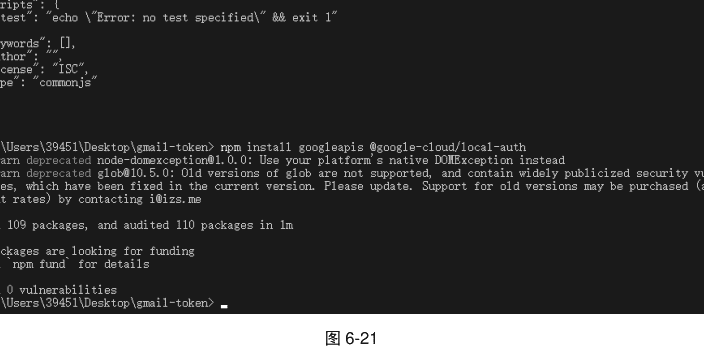 ripts": {
test": "echo \"Error: no test specified\" && exit 1"
ywords": [],
thor": "",
cense": "ISC",
pe": "commonjs"
\Users\39451\Desktop\gmail-token> npm install googleapis @google-cloud/local-auth
arn deprecated node-domexception@1.0.0: Use your platform's native DOMException instead
arn deprecated glob@10.5.0: Old versions of glob are not supported, and contain widely publicized security vu
es, which have been fixed in the current version. Please update. Support for old versions may be purchased (a
t rates) by contacting i@izs.me
109 packages, and audited 110 packages in 1m
ckages are looking for funding
`npm fund` for details
0 vulnerabilities
\Users\39451\Desktop\gmail-token>
图 6-21